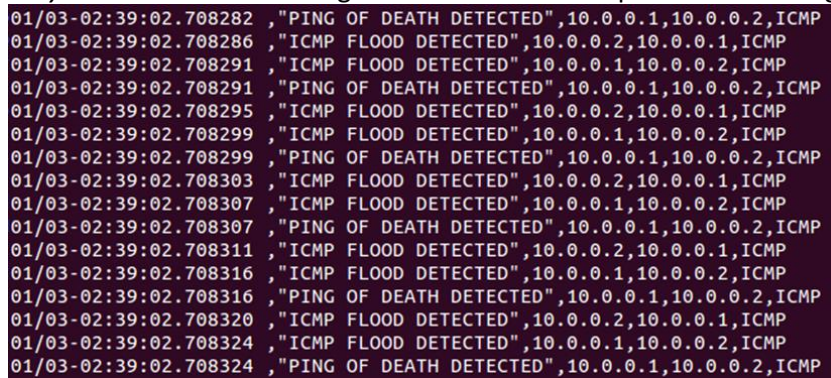 01/03-02:39:02.708282 ,"PING OF DEATH DETECTED",10.0.0.1,10.0.0.2,ICMP
01/03-02:39:02.708286 ,"ICMP FLOOD DETECTED",10.0.0.2,10.0.0.1,ICMP
01/03-02:39:02.708291 ,"ICMP FLOOD DETECTED",10.0.0.1,10.0.0.2,ICMP
01/03-02:39:02.708291 ,"PING OF DEATH DETECTED",10.0.0.1,10.0.0.2,ICMP
01/03-02:39:02.708295 ,"ICMP FLOOD DETECTED",10.0.0.2,10.0.0.1,ICMP
01/03-02:39:02.708299 ,"ICMP FLOOD DETECTED",10.0.0.1,10.0.0.2,ICMP
01/03-02:39:02.708299 ,"PING OF DEATH DETECTED",10.0.0.1,10.0.0.2,ICMP
01/03-02:39:02.708303 ,"ICMP FLOOD DETECTED",10.0.0.2,10.0.0.1,ICMP
01/03-02:39:02.708307 ,"ICMP FLOOD DETECTED",10.0.0.1,10.0.0.2,ICMP
01/03-02:39:02.708307 ,"PING OF DEATH DETECTED",10.0.0.1,10.0.0.2,ICMP
01/03-02:39:02.708311 ,"ICMP FLOOD DETECTED",10.0.0.2,10.0.0.1,ICMP
01/03-02:39:02.708316 ,"ICMP FLOOD DETECTED",10.0.0.1,10.0.0.2,ICMP
01/03-02:39:02.708316 ,"PING OF DEATH DETECTED",10.0.0.1,10.0.0.2,ICMP
01/03-02:39:02.708320 ,"ICMP FLOOD DETECTED",10.0.0.2,10.0.0.1,ICMP
01/03-02:39:02.708324 ,"ICMP FLOOD DETECTED",10.0.0.1,10.0.0.2,ICMP
01/03-02:39:02.708324 ,"PING OF DEATH DETECTED",10.0.0.1,10.0.0.2,ICMP